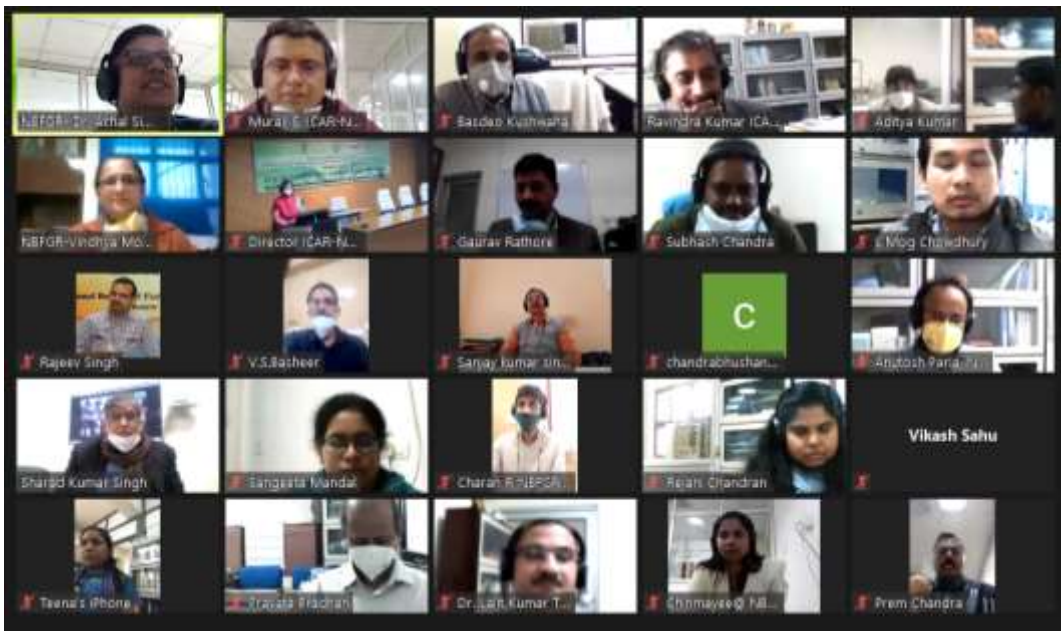 NBFGR- Dr. Achal Si...
Murali S. ICAR-N...
Basdeo Kushwaha
Ravindra Kumar ICA...
Aditya Kumar
NBFGR-Vindhya Mo...
Director ICAR-N...
Gaurav Rathore
Subhash Chandra
L Mog Chowdhury
Rajeev Singh
V.S.Basheer
Sanjay kumar sin...
C
chandrabhushan...
Anutosh Paria,
Sharad Kumar Singh
Sangeeta Mandal
Charan R NBFGR...
Rejani Chandran
Vikash Sahu
Teena's iPhone
Pravata Pradhan
Dr. Lalit Kumar T...
Chinmayee@ NB...
Prem Chandra